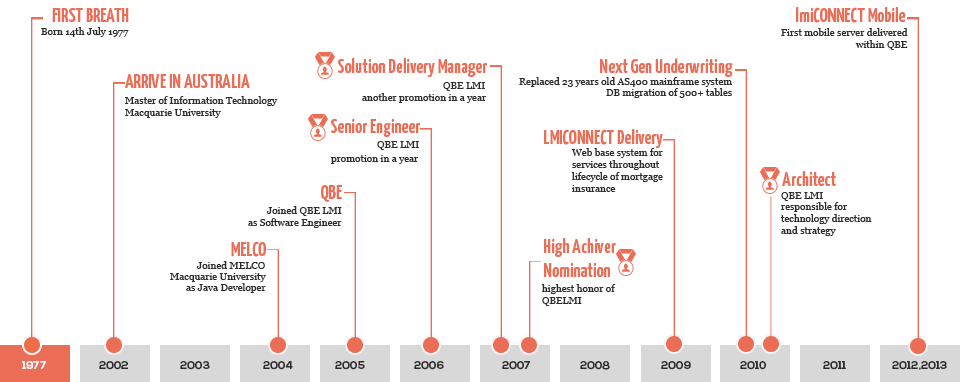 FIRST BREATH
Born 14th July 1977
ImiCONNECT Mobile
First mobile server delivered
within QBE
ARRIVE IN AUSTRALIA
Master of Information Technology
Macquarie University
Solution Delivery Manager
QBE LMI
another promotion in a year
Next Gen Underwriting
Replaced 23 years old AS400 mainframe system
DB migration of 500+ tables
Senior Engineer
QBE LMI
promotion in a year
LMICONNECT Delivery
Web base system for
services throughout
lifecycle of mortgage
insurance
QBE
Joined QBE LMI
as Software Engineer
Architect
QBE LMI
responsible for
technology direction
and strategy
MELCO
Joined MELCO
Macquarie University
as Java Developer
High Achiver
Nomination
highest honor of
QBELMI
1977
2002
2003
2004
2005
2006
2007
2008
2009
2010
2011
2012,2013